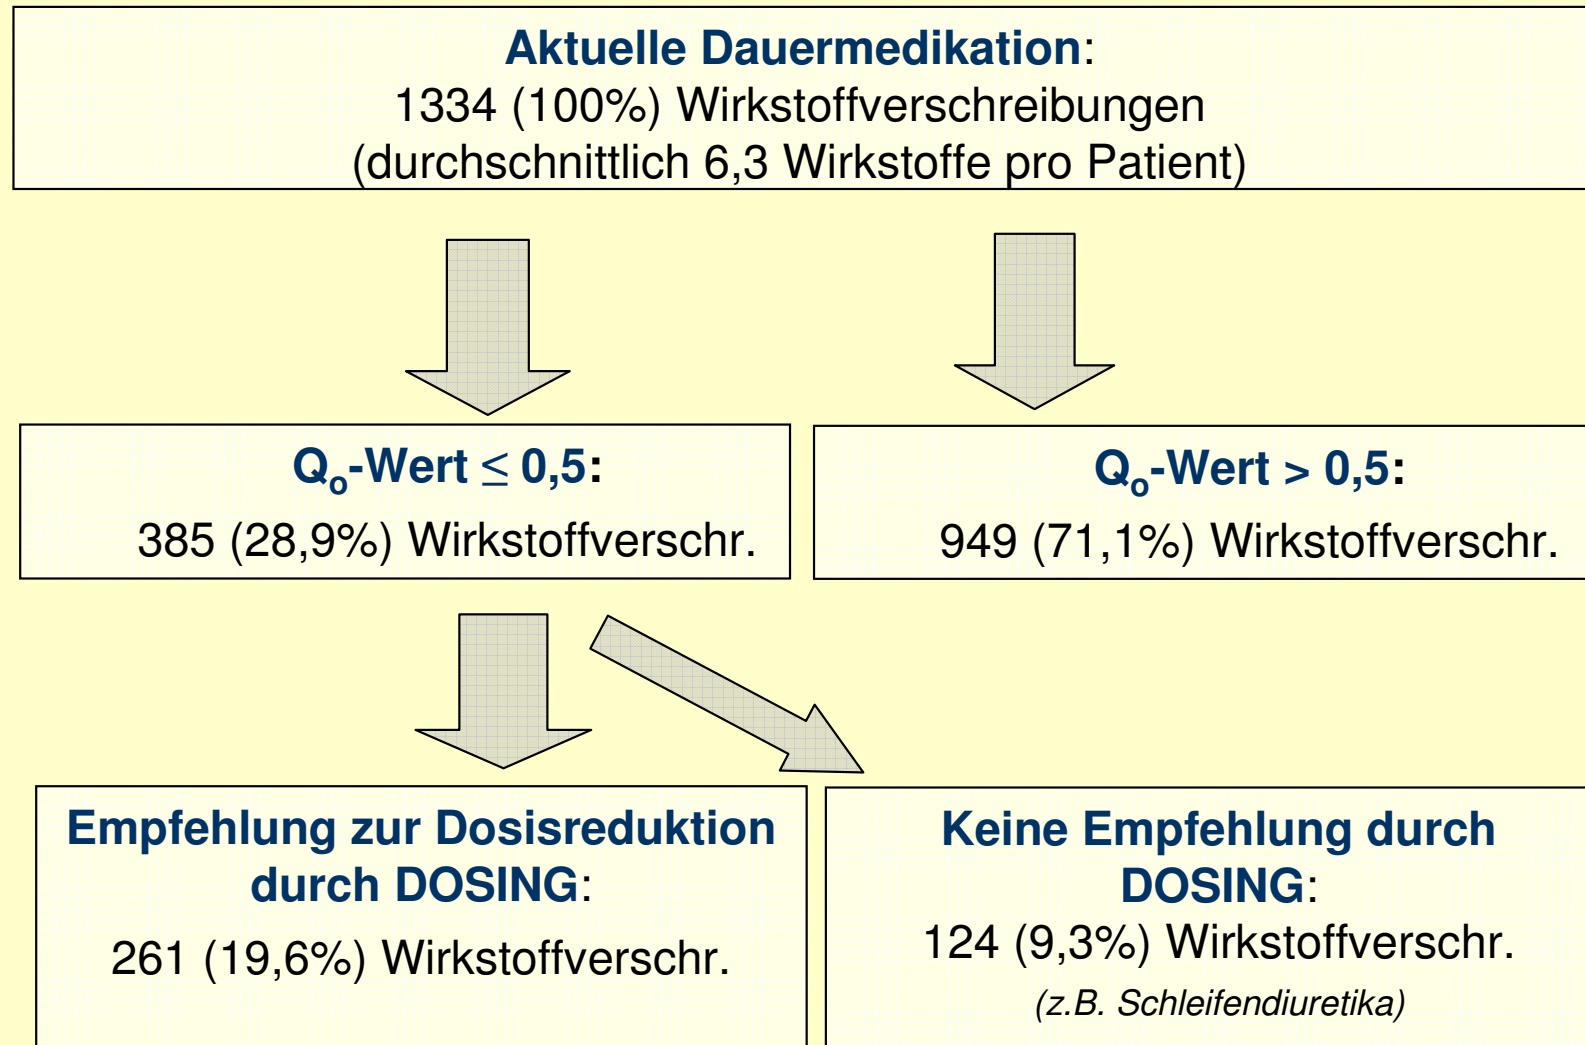 Aktuelle Dauermedikation:
1334 (100%) Wirkstoffverschreibungen
(durchschnittlich 6,3 Wirkstoffe pro Patient)
Qo-Wert ≤ 0,5:
385 (28,9%) Wirkstoffverschr.
Qo-Wert > 0,5:
949 (71,1%) Wirkstoffverschr.
Empfehlung zur Dosisreduktion
durch DOSING:
261 (19,6%) Wirkstoffverschr.
Keine Empfehlung durch
DOSING:
124 (9,3%) Wirkstoffverschr.
(z.B. Schleifendiuretika)